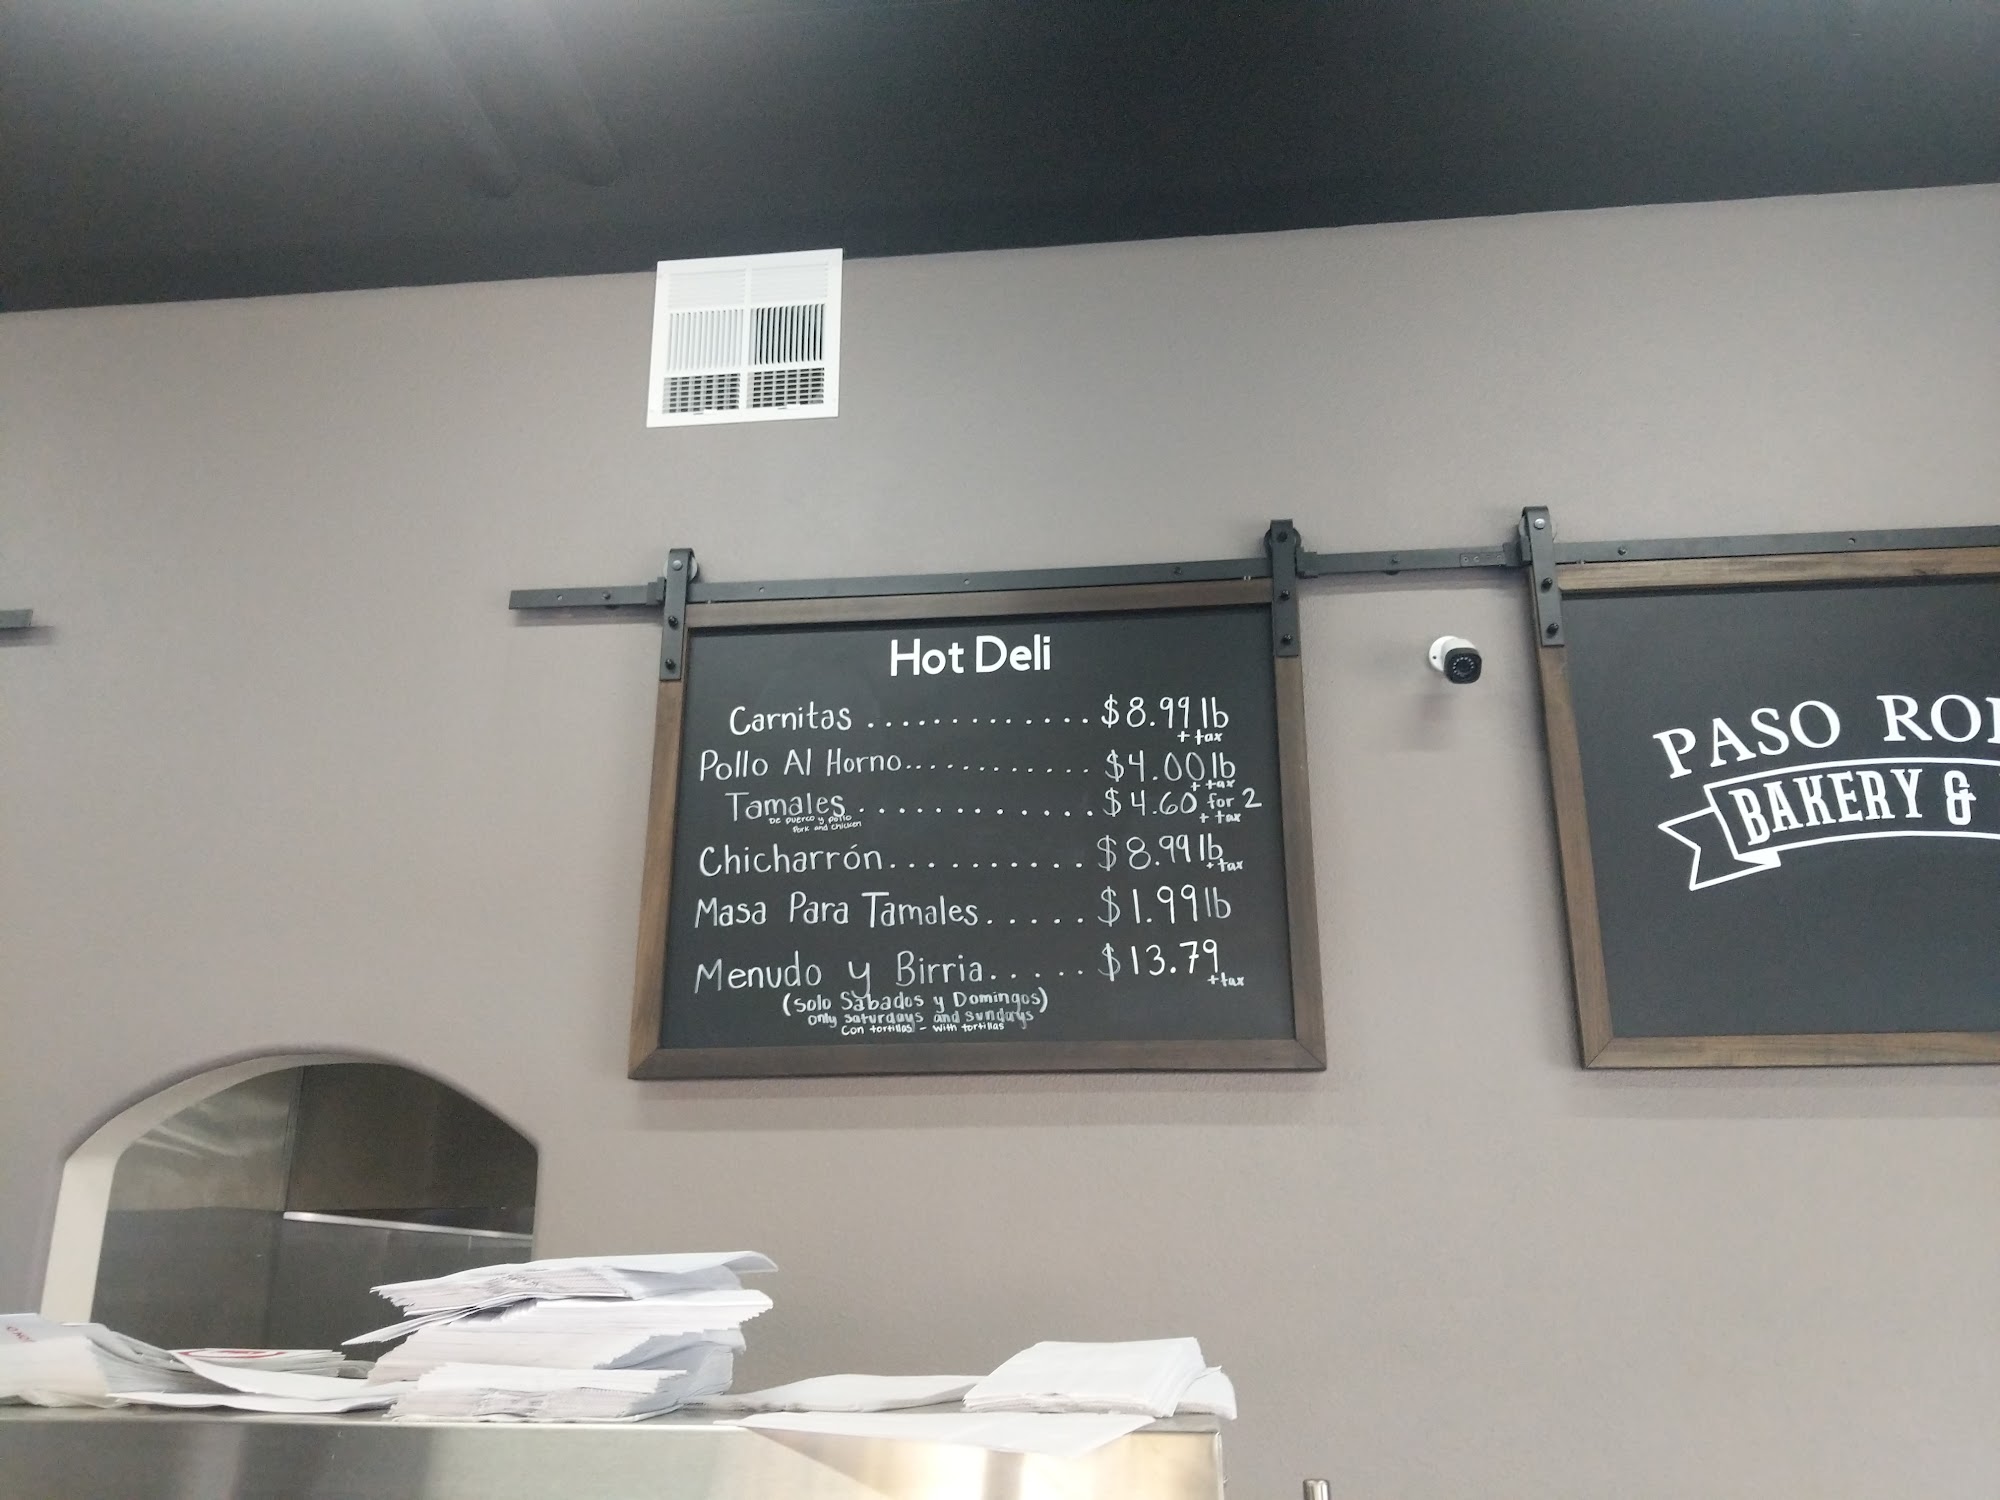 Hot Deli
Carnitas ............. $8.99 lb
+ tax
Pollo Al Horno........... $4.00 lb
+ tax
Tamales ............ $4.60 for 2
De puerco y pollo
+ tax
Pork and chicken
Chicharrón.......... $8.99 lb
+ tax
Masa Para Tamales..... $1.99 lb
Menudo y Birria..... $13.79
+ tax
(solo Sabados y Domingos)
only saturdays and sundays
Con tortillas - with tortillas
PASO
BAKERY &